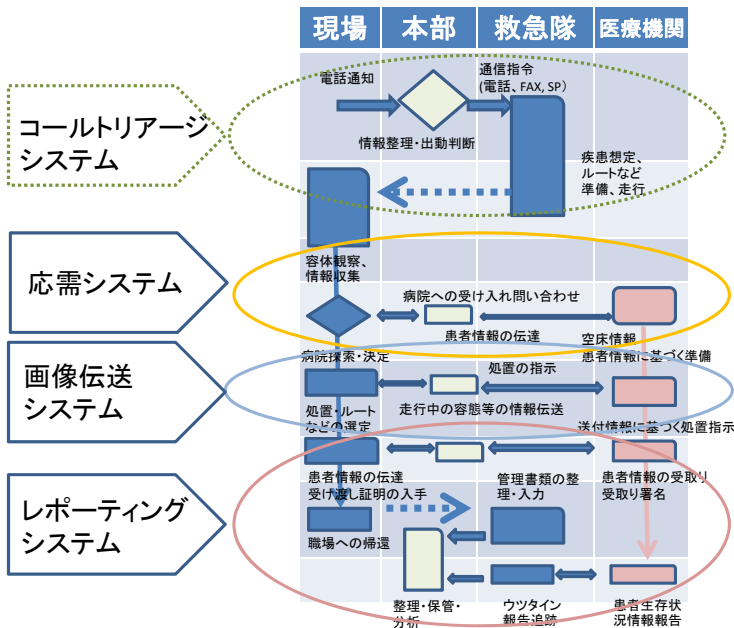 現場 本部 救急隊 医療機関
電話通知
通信指令
(電話、FAX, SP)
コールトリアージ
システム
情報整理・出動判断
疾患想定、
ルートなど
準備、走行
容体観察、
情報収集
応需システム
病院への受け入れ問い合わせ
患者情報の伝達
空床情報
病院探索・決定
患者情報に基づく準備
画像伝送
システム
処置の指示
処置・ルート
などの選定
走行中の容態等の情報伝送
送付情報に基づく処置指示
患者情報の伝達
受け渡し証明の入手
管理書類の整
理・入力
患者情報の受取り
受取り署名
レポーティング
システム
職場への帰還
整理・保管・
分析
ウツタイン
報告追跡
患者生存状
況情報報告